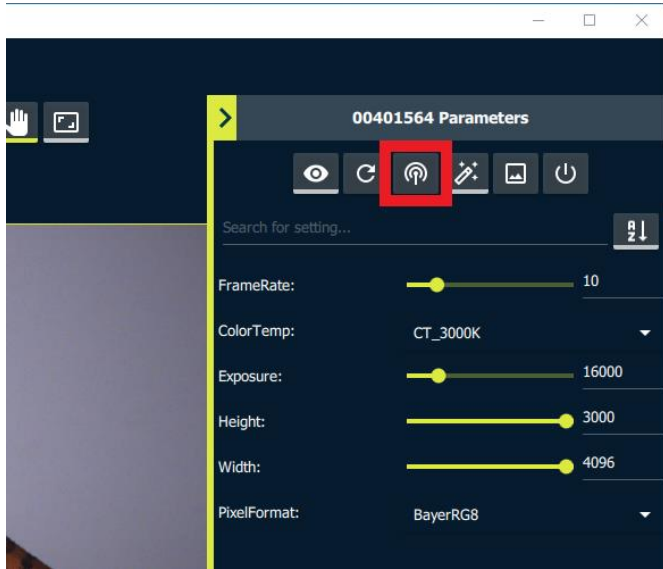 00401564 Parameters
Search for setting...
FrameRate: 10
ColorTemp: CT_3000K
Exposure: 16000
Height: 3000
Width: 4096
PixelFormat: BayerRG8